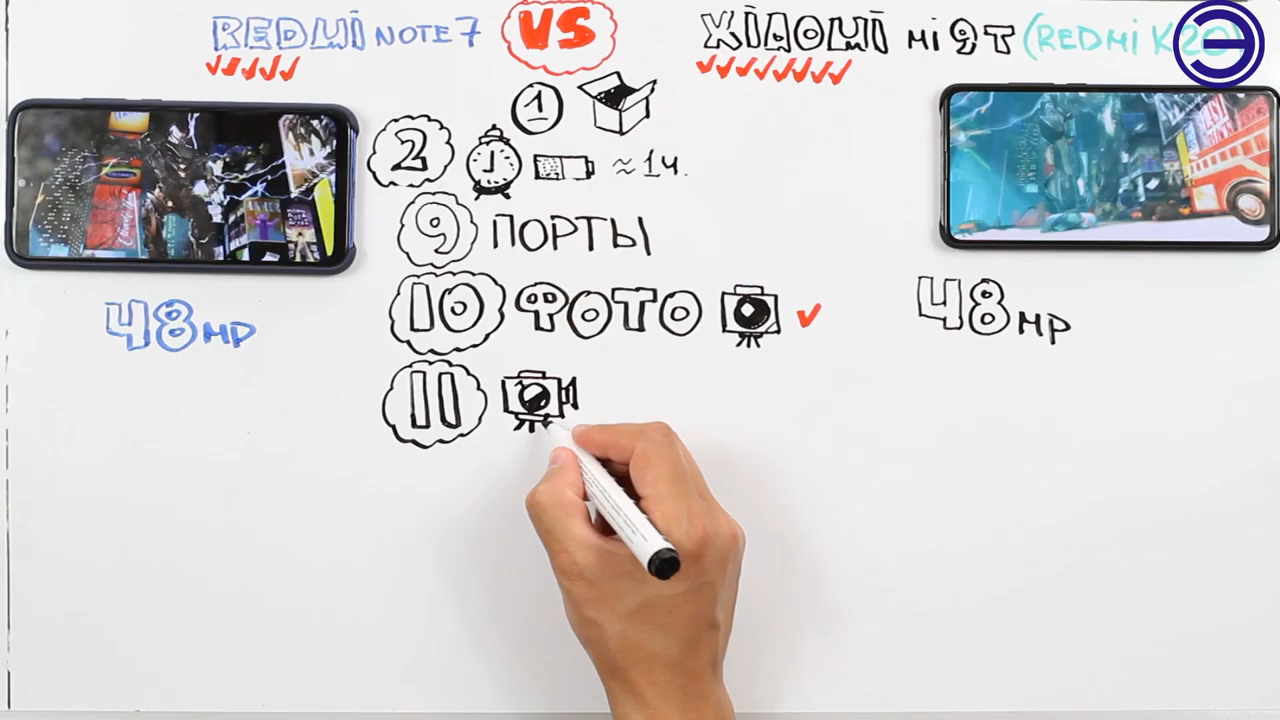 REDMI NOTE 7 VS XIAOMI Mi 9 T (REDMI K20)
1
2 ≈1ч.
9 ПОРТЫ
48 MP 10 ФОТО 48 MP
11